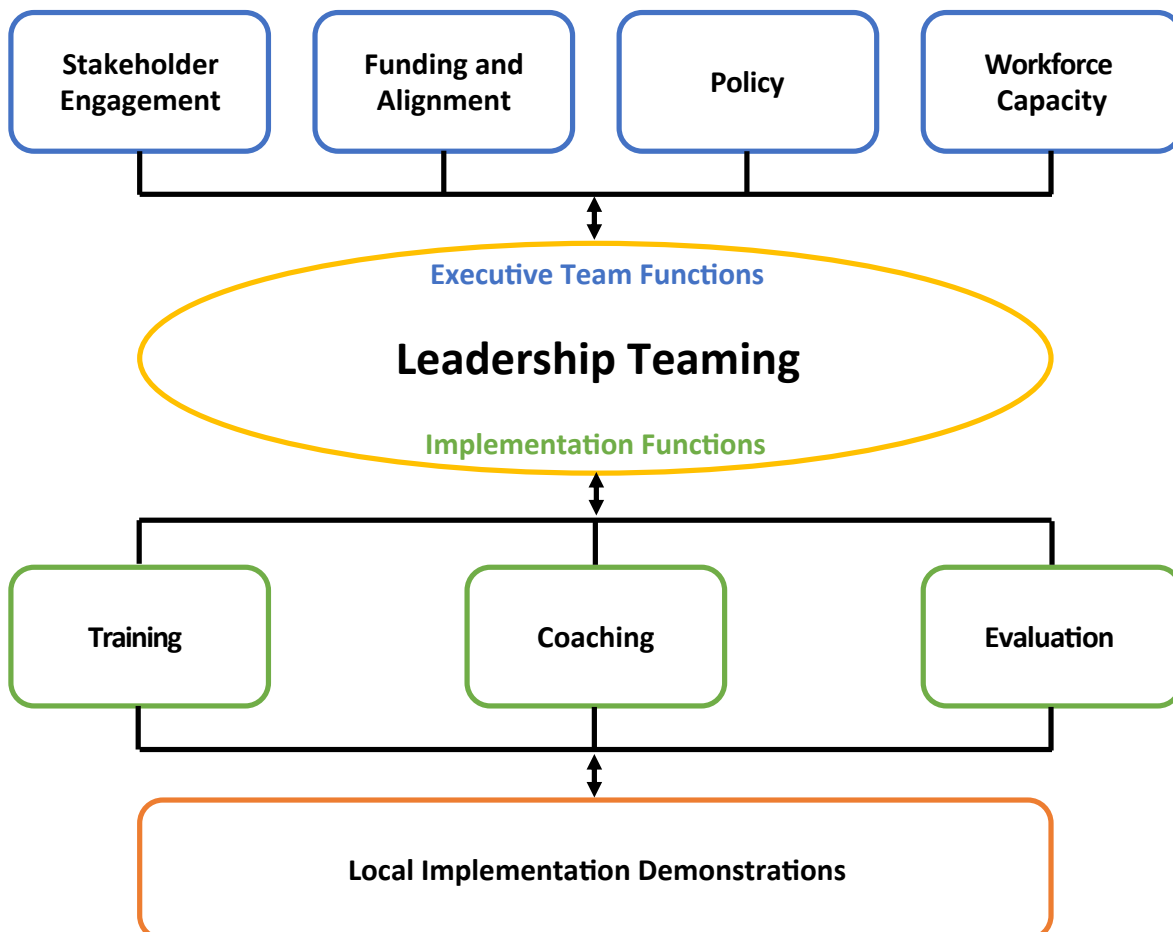 Stakeholder
Engagement
Funding and
Alignment
Policy
Workforce
Capacity
Executive Team Functions
Leadership Teaming
Implementation Functions
Training
Coaching
Evaluation
Local Implementation Demonstrations